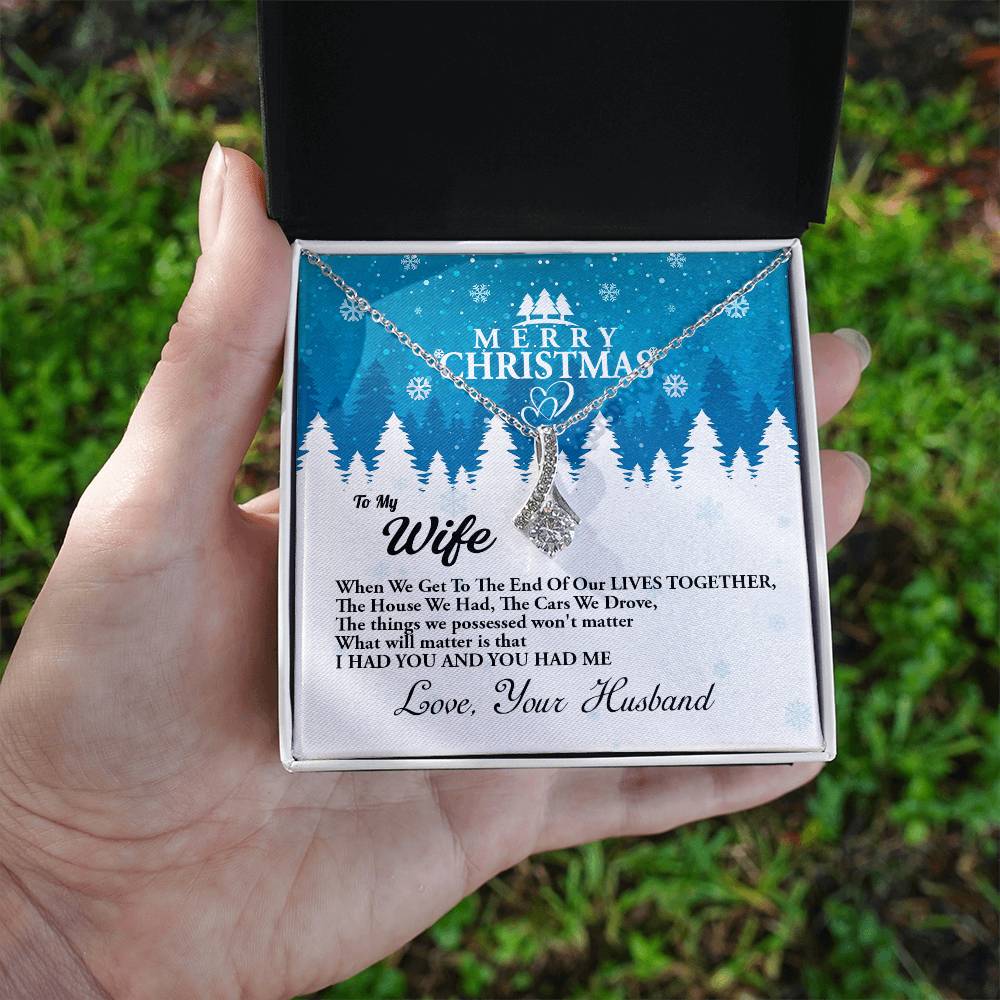 MERRY
CHRISTMAS
To My
Wife
When We Get To The End Of Our LIVES TOGETHER,
The House We Had, The Cars We Drove,
The things we possessed won't matter
What will matter is that
I HAD YOU AND YOU HAD ME
Love, Your Husband